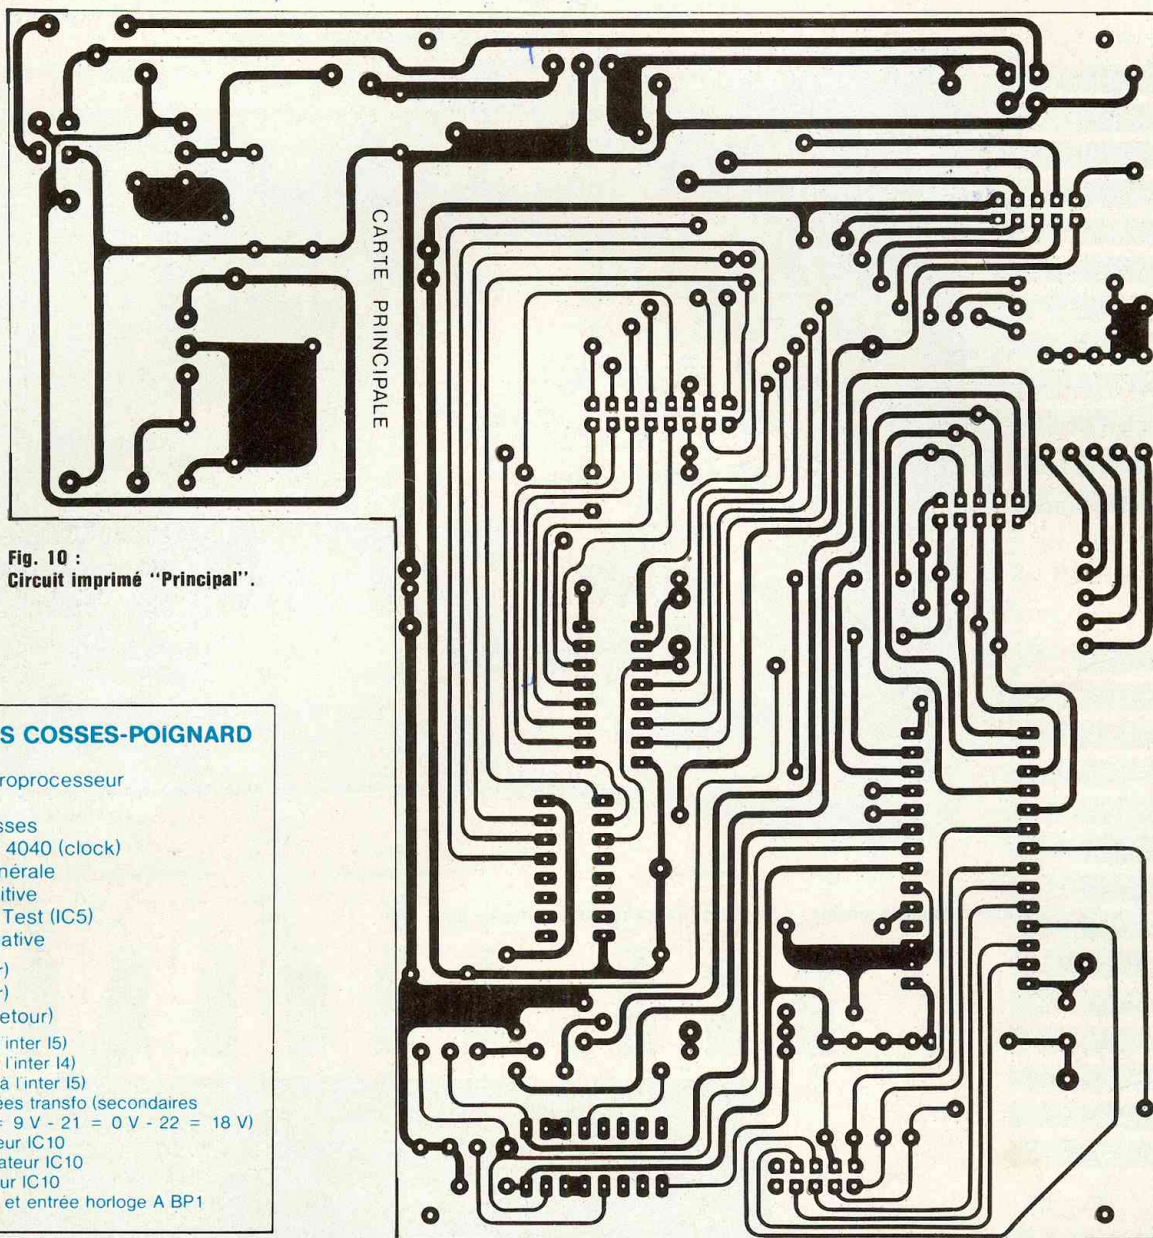 CARTE PRINCIPALE
Fig. 10 :
Circuit imprimé "Principal".
S COSSES-POIGNARD
roprocesseur
sses
4040 (clock)
nérale
itive
Test (IC5)
ative
r)
r)
etour)
'inter I5)
l'inter I4)
à l'inter I5)
ées transfo (secondaires
= 9 V - 21 = 0 V - 22 = 18 V)
eur IC10
ateur IC10
ur IC10
et entrée horloge A BP1